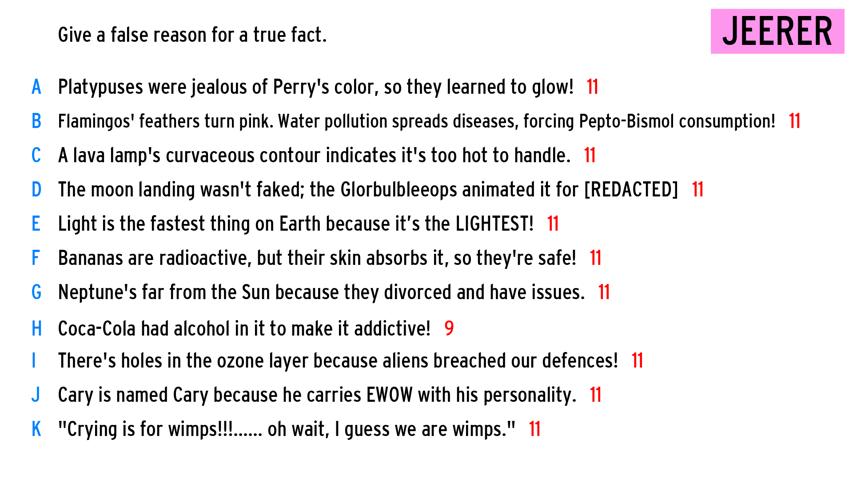 Give a false reason for a true fact.
JEERER
A Platypuses were jealous of Perry's color, so they learned to glow! 11
B Flamingos' feathers turn pink. Water pollution spreads diseases, forcing Pepto-Bismol consumption! 11
C A lava lamp's curvaceous contour indicates it's too hot to handle. 11
D The moon landing wasn't faked; the Glorbulbleeops animated it for [REDACTED] 11
E Light is the fastest thing on Earth because it’s the LIGHTEST! 11
F Bananas are radioactive, but their skin absorbs it, so they're safe! 11
G Neptune's far from the Sun because they divorced and have issues. 11
H Coca-Cola had alcohol in it to make it addictive! 9
I There's holes in the ozone layer because aliens breached our defences! 11
J Cary is named Cary because he carries EWOW with his personality. 11
K "Crying is for wimps!!!...... oh wait, I guess we are wimps." 11